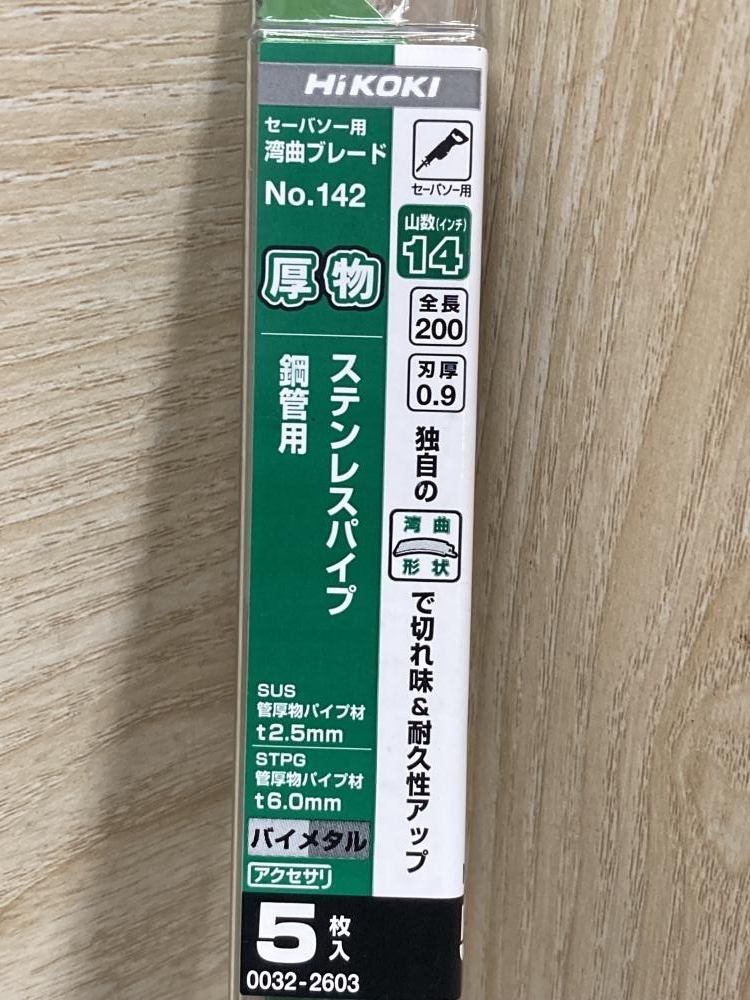 HiKOKI
セーバソー用
湾曲ブレード
No.142
厚物
ステンレスパイプ
鋼管用
SUS
管厚物パイプ材
t2.5mm
STPG
管厚物パイプ材
t6.0mm
バイメタル
アクセサリ
5枚入
0032-2603
セーバソー用
山数(インチ)
14
全長
200
刃厚
0.9
独自の
湾曲
形状
で切れ味&耐久性アップ